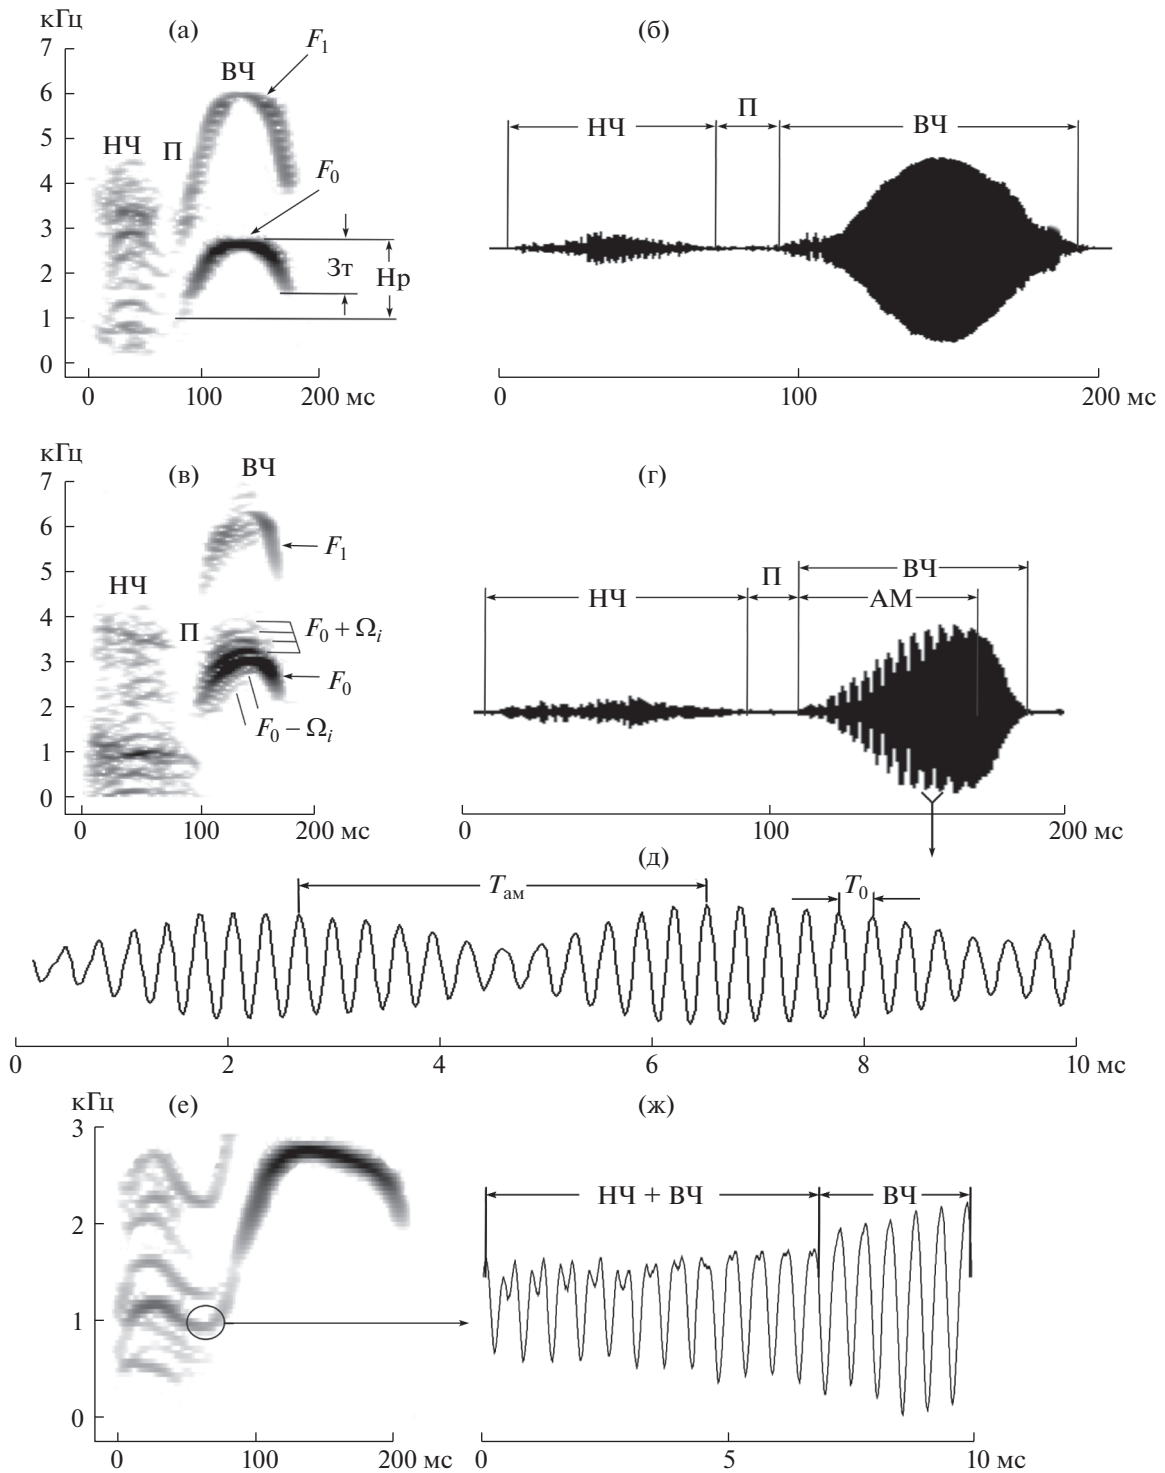 кГц (а) (б)
7
F₁
ВЧ
6
П
5
НЧ ВЧ
НЧ П
4
F₀
3
Зт Нр
2
1
0
0 100 200 мс 0 100 200 мс
кГц
(в) ВЧ (г)
7
6
F₁
ВЧ
5
НЧ П
НЧ АМ
4
П F₀ + Ωᵢ
3
F₀
2
F₀ − Ωᵢ
1
0
0 100 200 мс 0 100 200 мс
(д)
Tам T₀
0 2 4 6 8 10 мс
кГц (е) (ж)
3
НЧ + ВЧ ВЧ
2
1
0
0 100 200 мс 0 5 10 мс